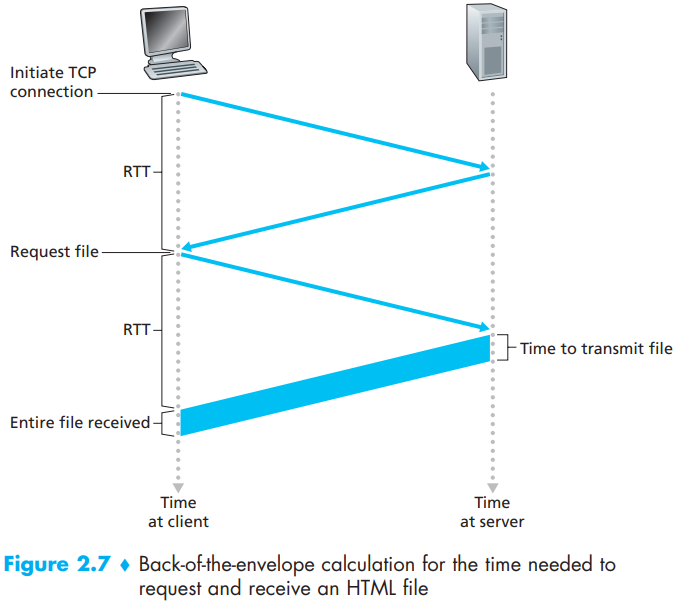 Initiate TCP
connection
RTT
Request file
RTT
Time to transmit file
Entire file received
Time
at client
Time
at server
Figure 2.7 ♦ Back-of-the-envelope calculation for the time needed to
request and receive an HTML file